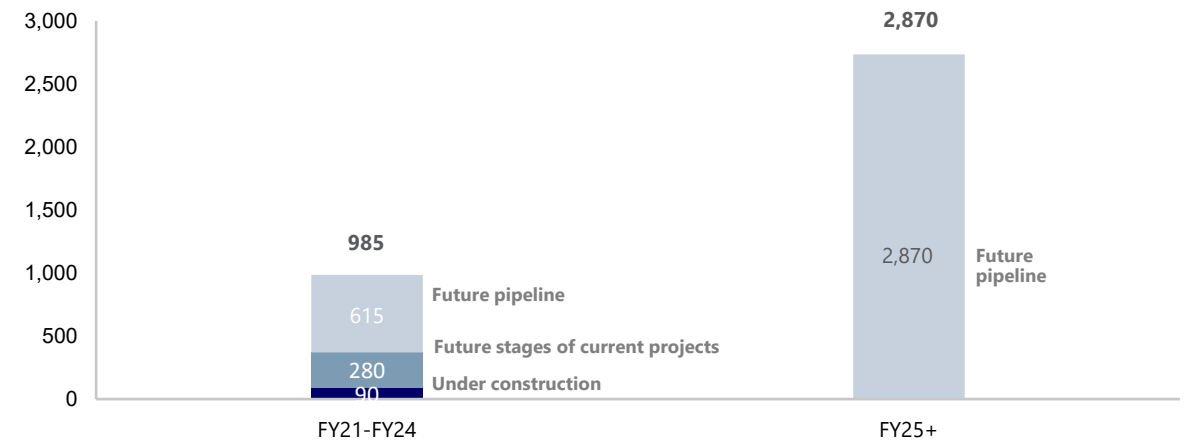 3,000
2,500
2,000
1,500
1,000
500
0
985
615
280
90
Future pipeline
Future stages of current projects
Under construction
FY21-FY24
2,870
2,870
Future
pipeline
FY25+